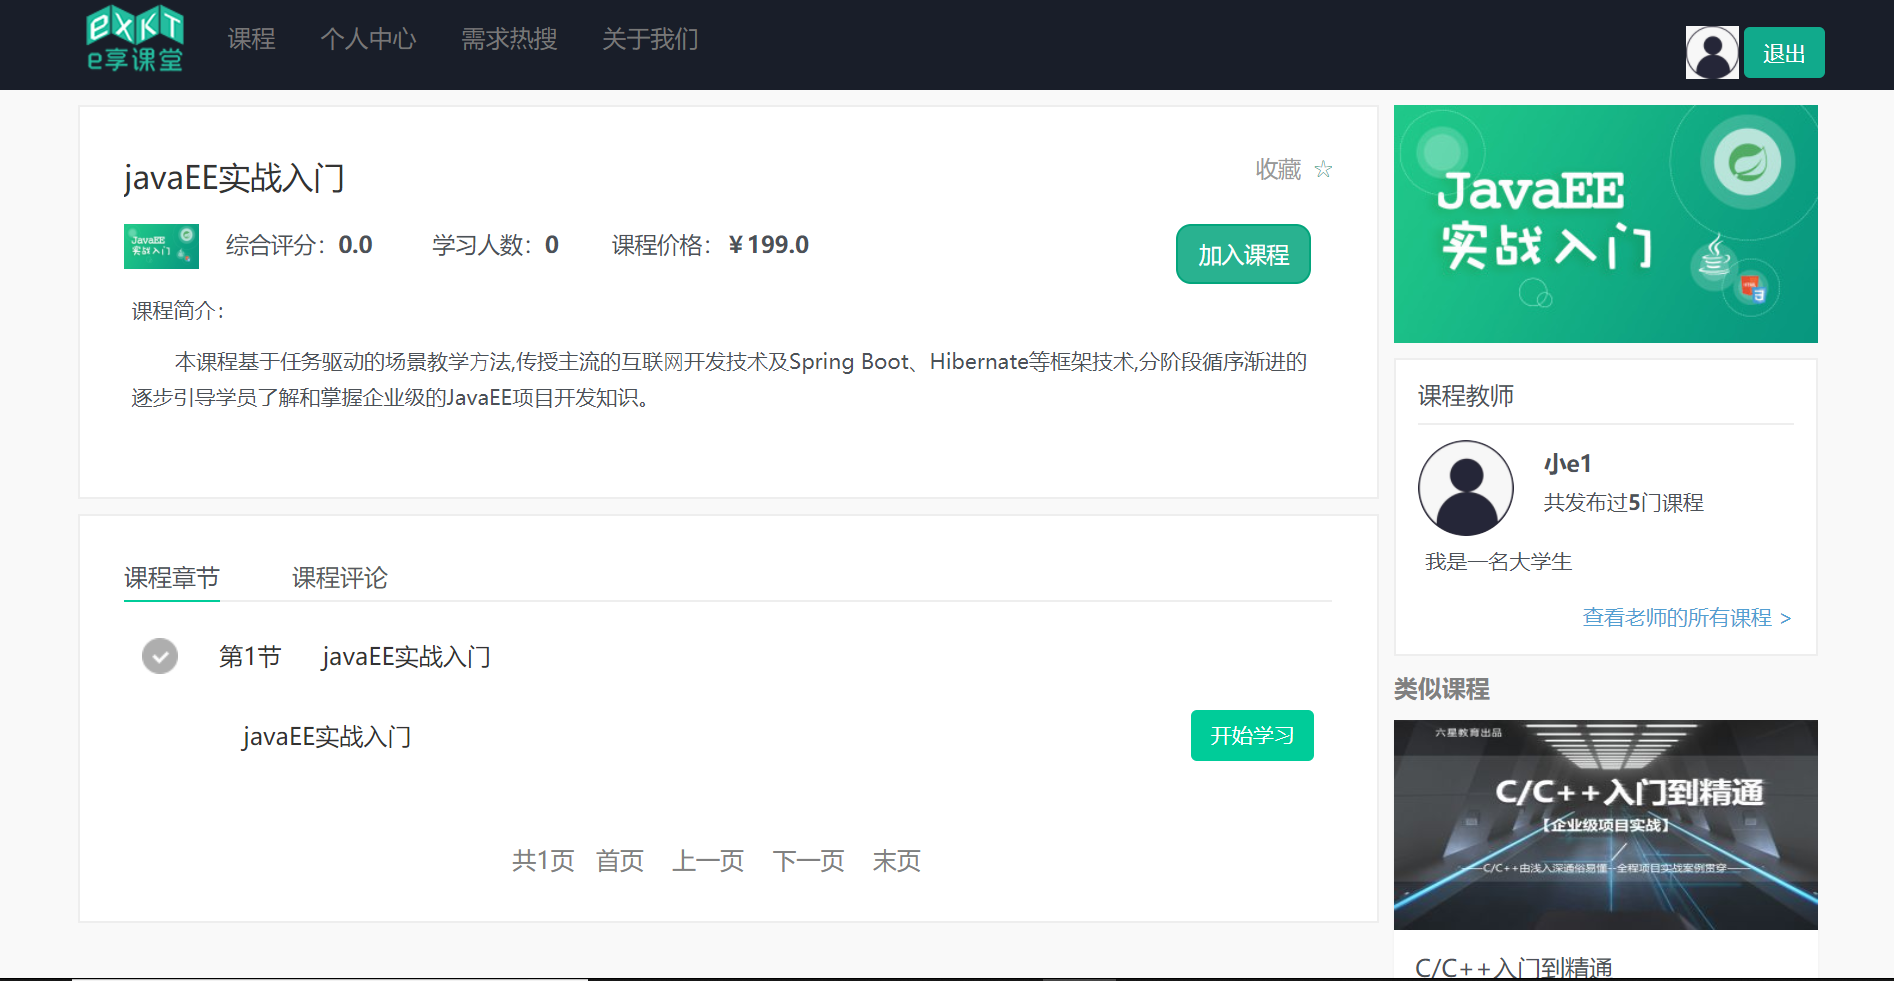 eXKT
e享课堂
课程 个人中心 需求热搜 关于我们
退出
javaEE实战入门
收藏 ☆
JavaEE
实战入门
综合评分：0.0 学习人数：0 课程价格：￥199.0
加入课程
课程简介：
本课程基于任务驱动的场景教学方法,传授主流的互联网开发技术及Spring Boot、Hibernate等框架技术,分阶段循序渐进的
逐步引导学员了解和掌握企业级的JavaEE项目开发知识。
课程章节 课程评论
第1节 javaEE实战入门
javaEE实战入门
开始学习
共1页 首页 上一页 下一页 末页
JavaEE
实战入门
课程教师
小e1
共发布过5门课程
我是一名大学生
查看老师的所有课程 >
类似课程
六星教育出品
C/C++入门到精通
【企业级项目实战】
——C/C++由浅入深通俗易懂--全程项目实战案例贯穿——
C/C++入门到精通